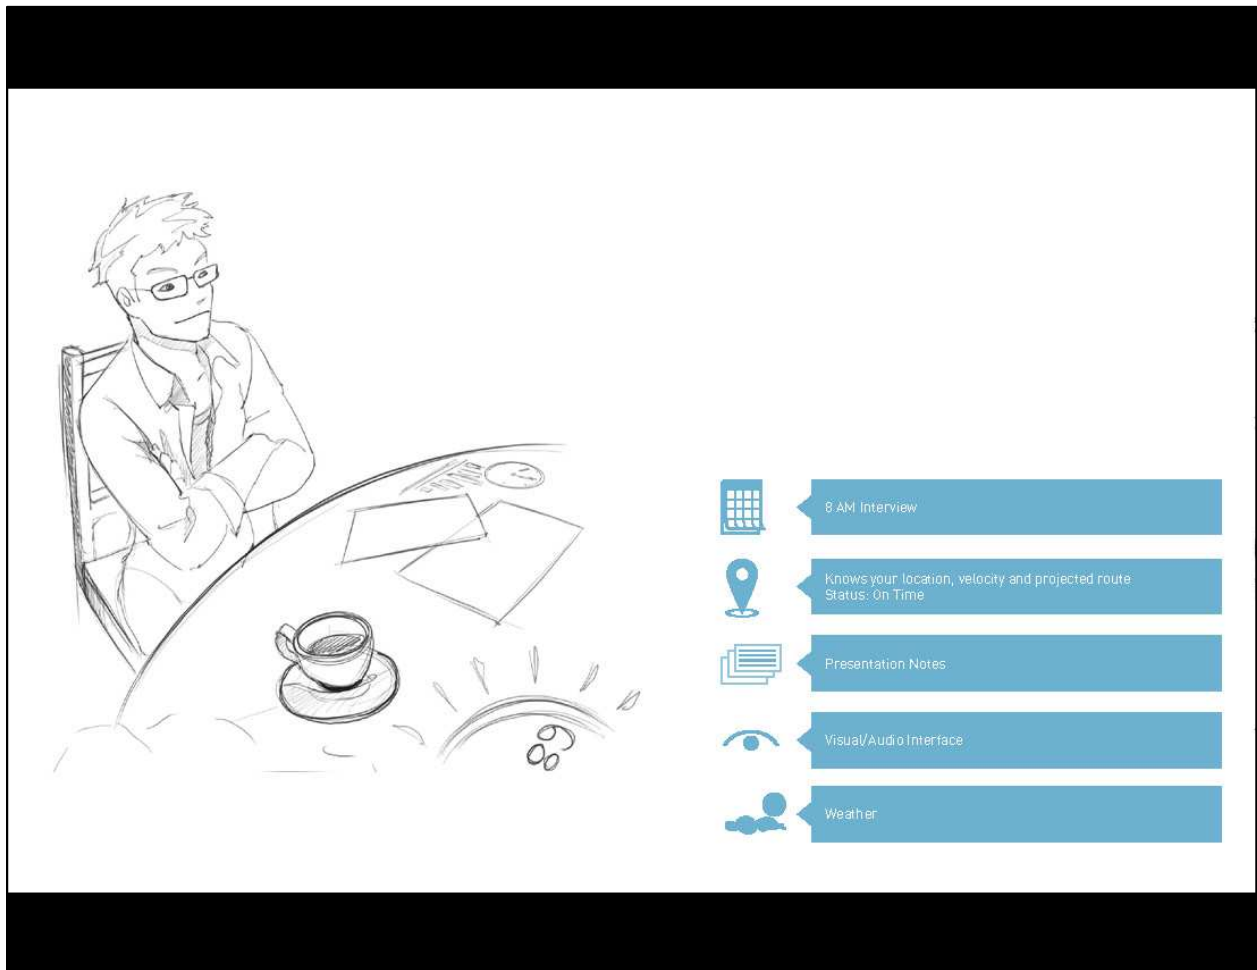 8 AM Interview
Knows your location, velocity and projected route
Status: On Time
Presentation Notes
Visual/Audio Interface
Weather
68